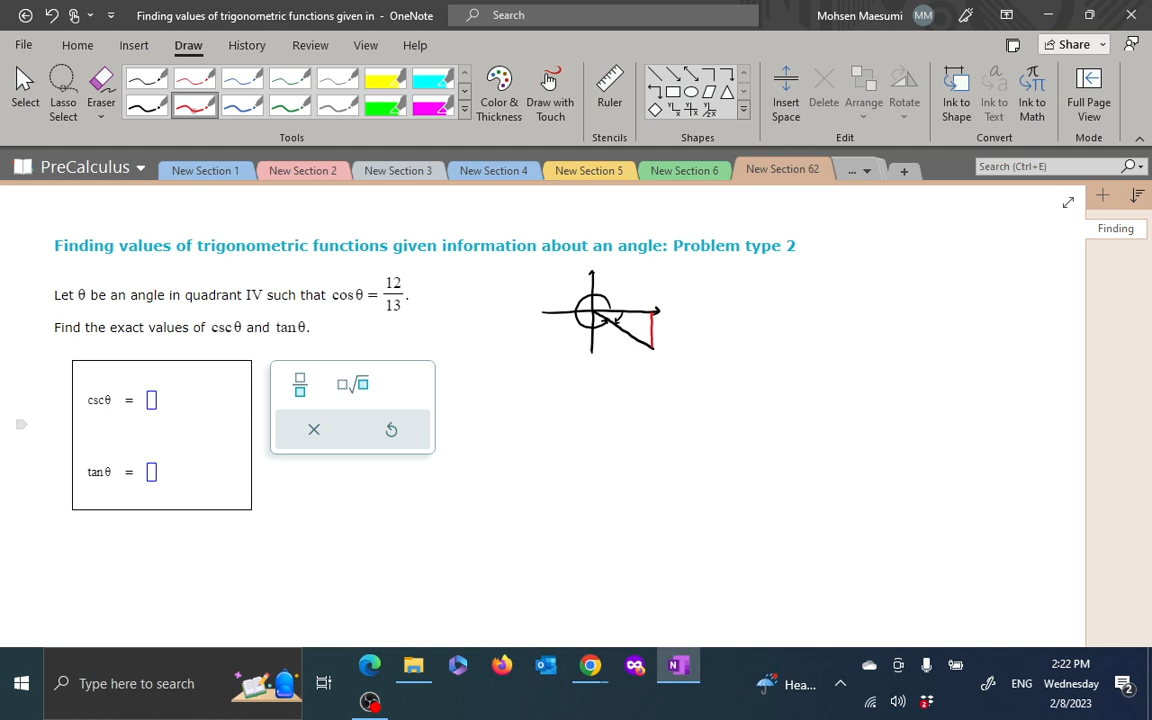 Finding values of trigonometric functions given in - OneNote
Search
Mohsen Maesumi
MM
File
Home
Insert
Draw
History
Review
View
Help
Share
Select
Lasso Select
Eraser
Color & Thickness
Draw with Touch
Ruler
Insert Space
Delete
Arrange
Rotate
Ink to Shape
Ink to Text
Ink to Math
Full Page View
Tools
Stencils
Shapes
Edit
Convert
Mode
PreCalculus
New Section 1
New Section 2
New Section 3
New Section 4
New Section 5
New Section 6
New Section 62
...
Search (Ctrl+E)
Finding
Finding values of trigonometric functions given information about an angle: Problem type 2
Let θ be an angle in quadrant IV such that cosθ = 12/13.
Find the exact values of cscθ and tanθ.
cscθ =
tanθ =
Type here to search
Hea...
ENG
2:22 PM
Wednesday
2/8/2023
2